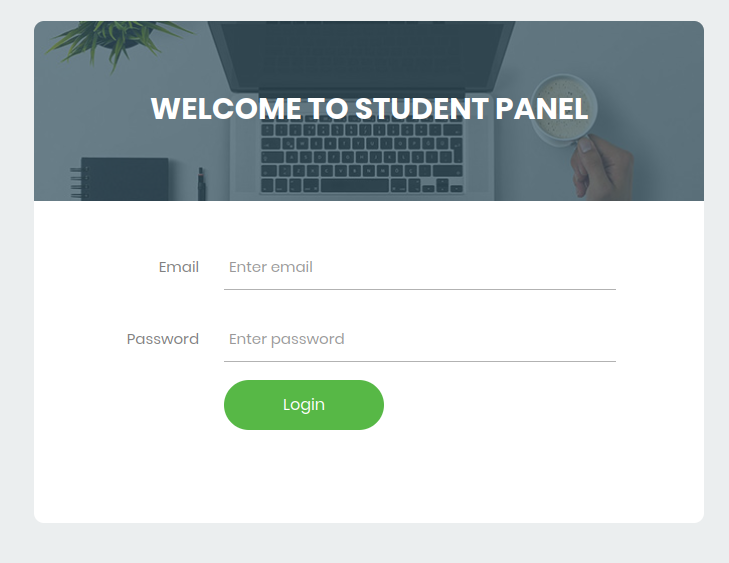 WELCOME TO STUDENT PANEL
Email
Enter email
Password
Enter password
Login